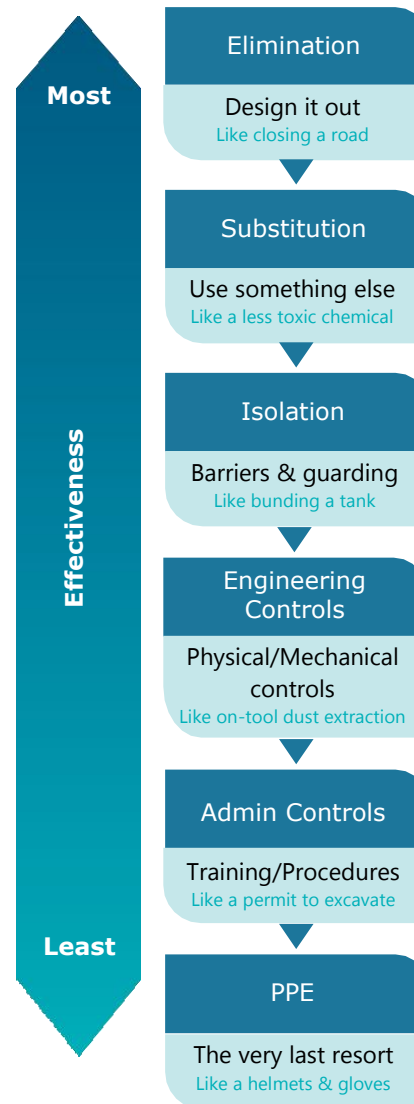 Most
Effectiveness
Least
Elimination
Design it out
Like closing a road
Substitution
Use something else
Like a less toxic chemical
Isolation
Barriers & guarding
Like bunding a tank
Engineering
Controls
Physical/Mechanical
controls
Like on-tool dust extraction
Admin Controls
Training/Procedures
Like a permit to excavate
PPE
The very last resort
Like a helmets & gloves